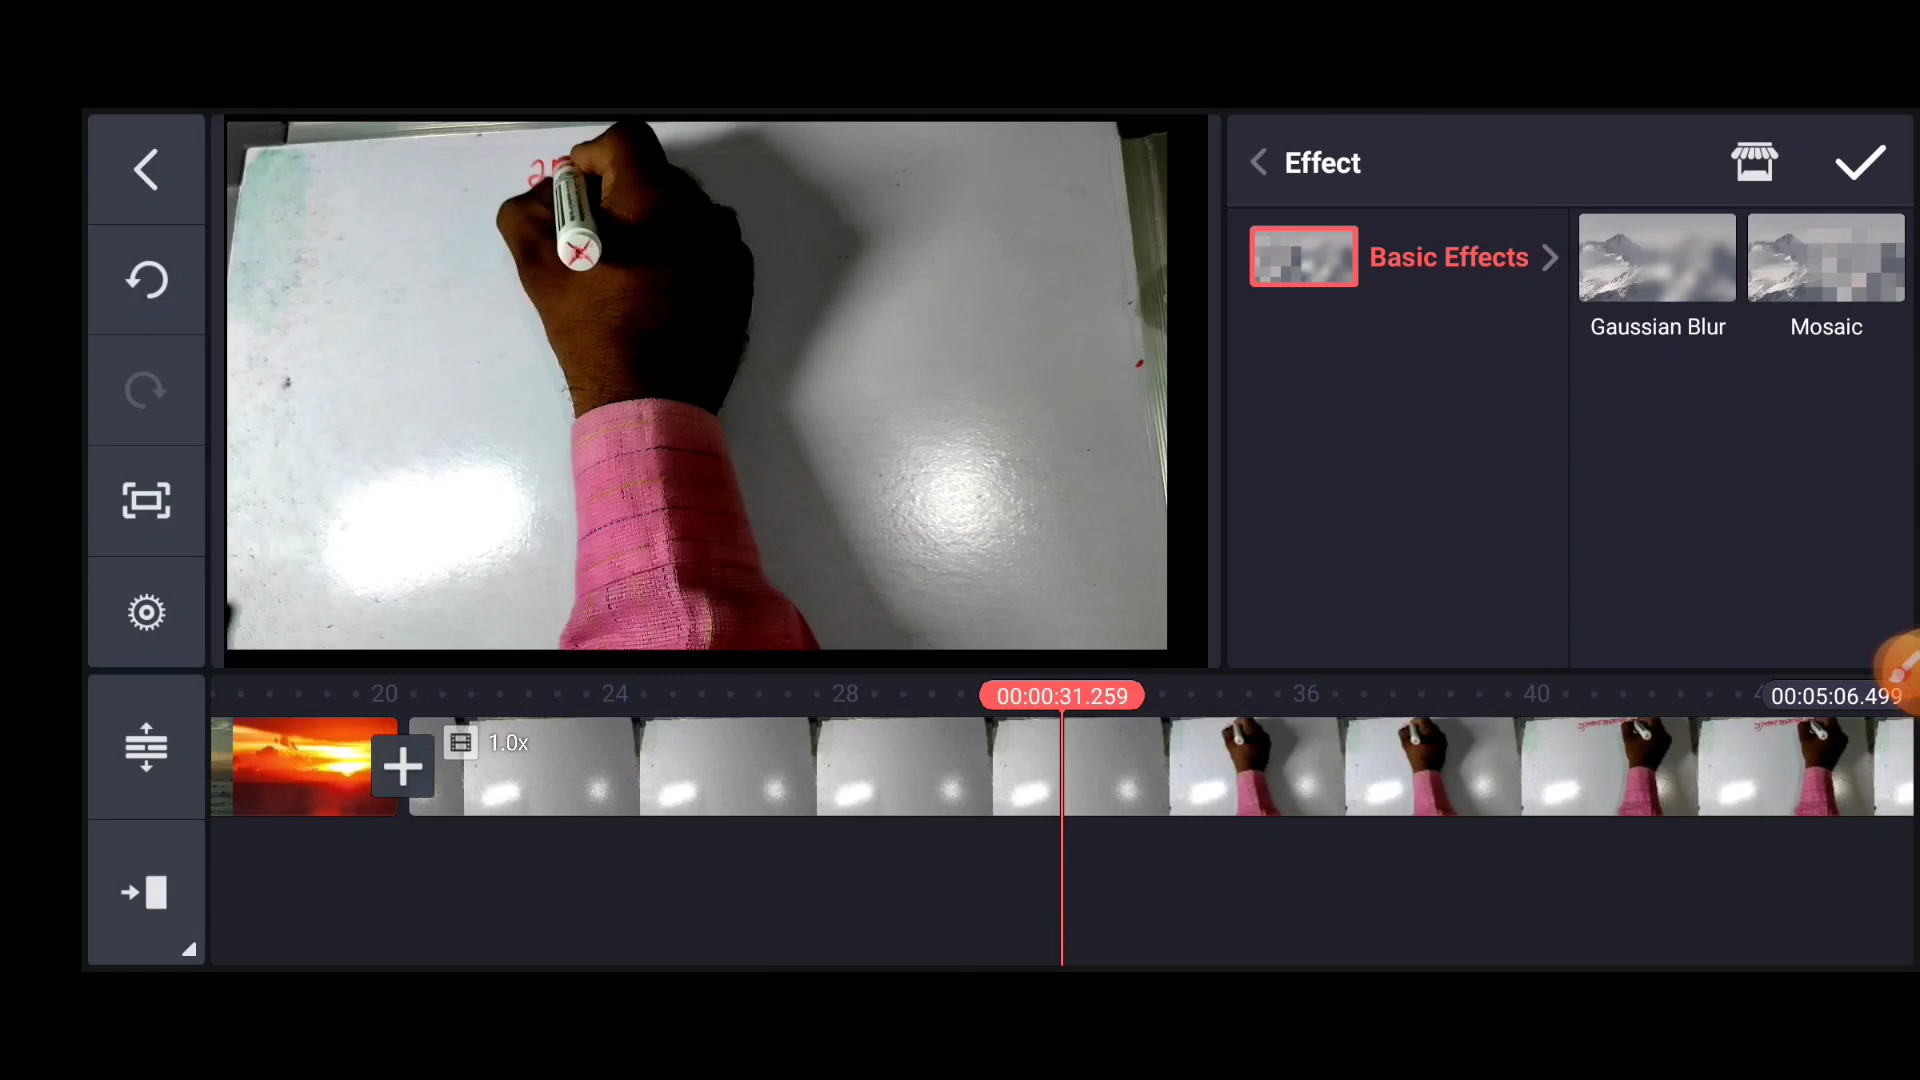 Effect
Basic Effects
Gaussian Blur
Mosaic
20
24
28
00:00:31.259
36
40
00:05:06.499
1.0x